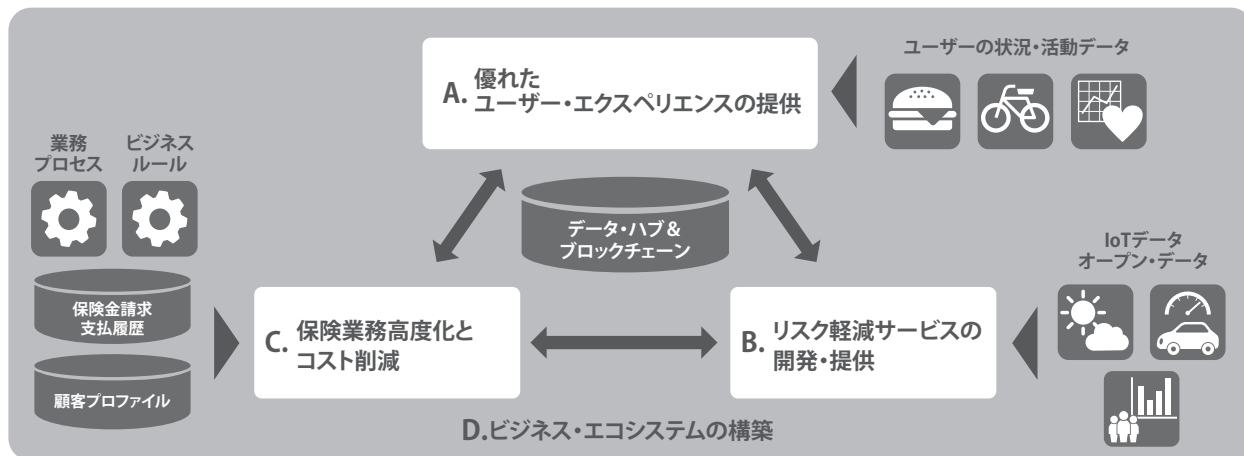 A. 優れた
ユーザー・エクスペリエンスの提供
ユーザーの状況・活動データ
業務
プロセス
ビジネス
ルール
データ・ハブ&
ブロックチェーン
IoTデータ
オープン・データ
保険金請求
支払履歴
顧客プロファイル
C. 保険業務高度化と
コスト削減
B. リスク軽減サービスの
開発・提供
D.ビジネス・エコシステムの構築